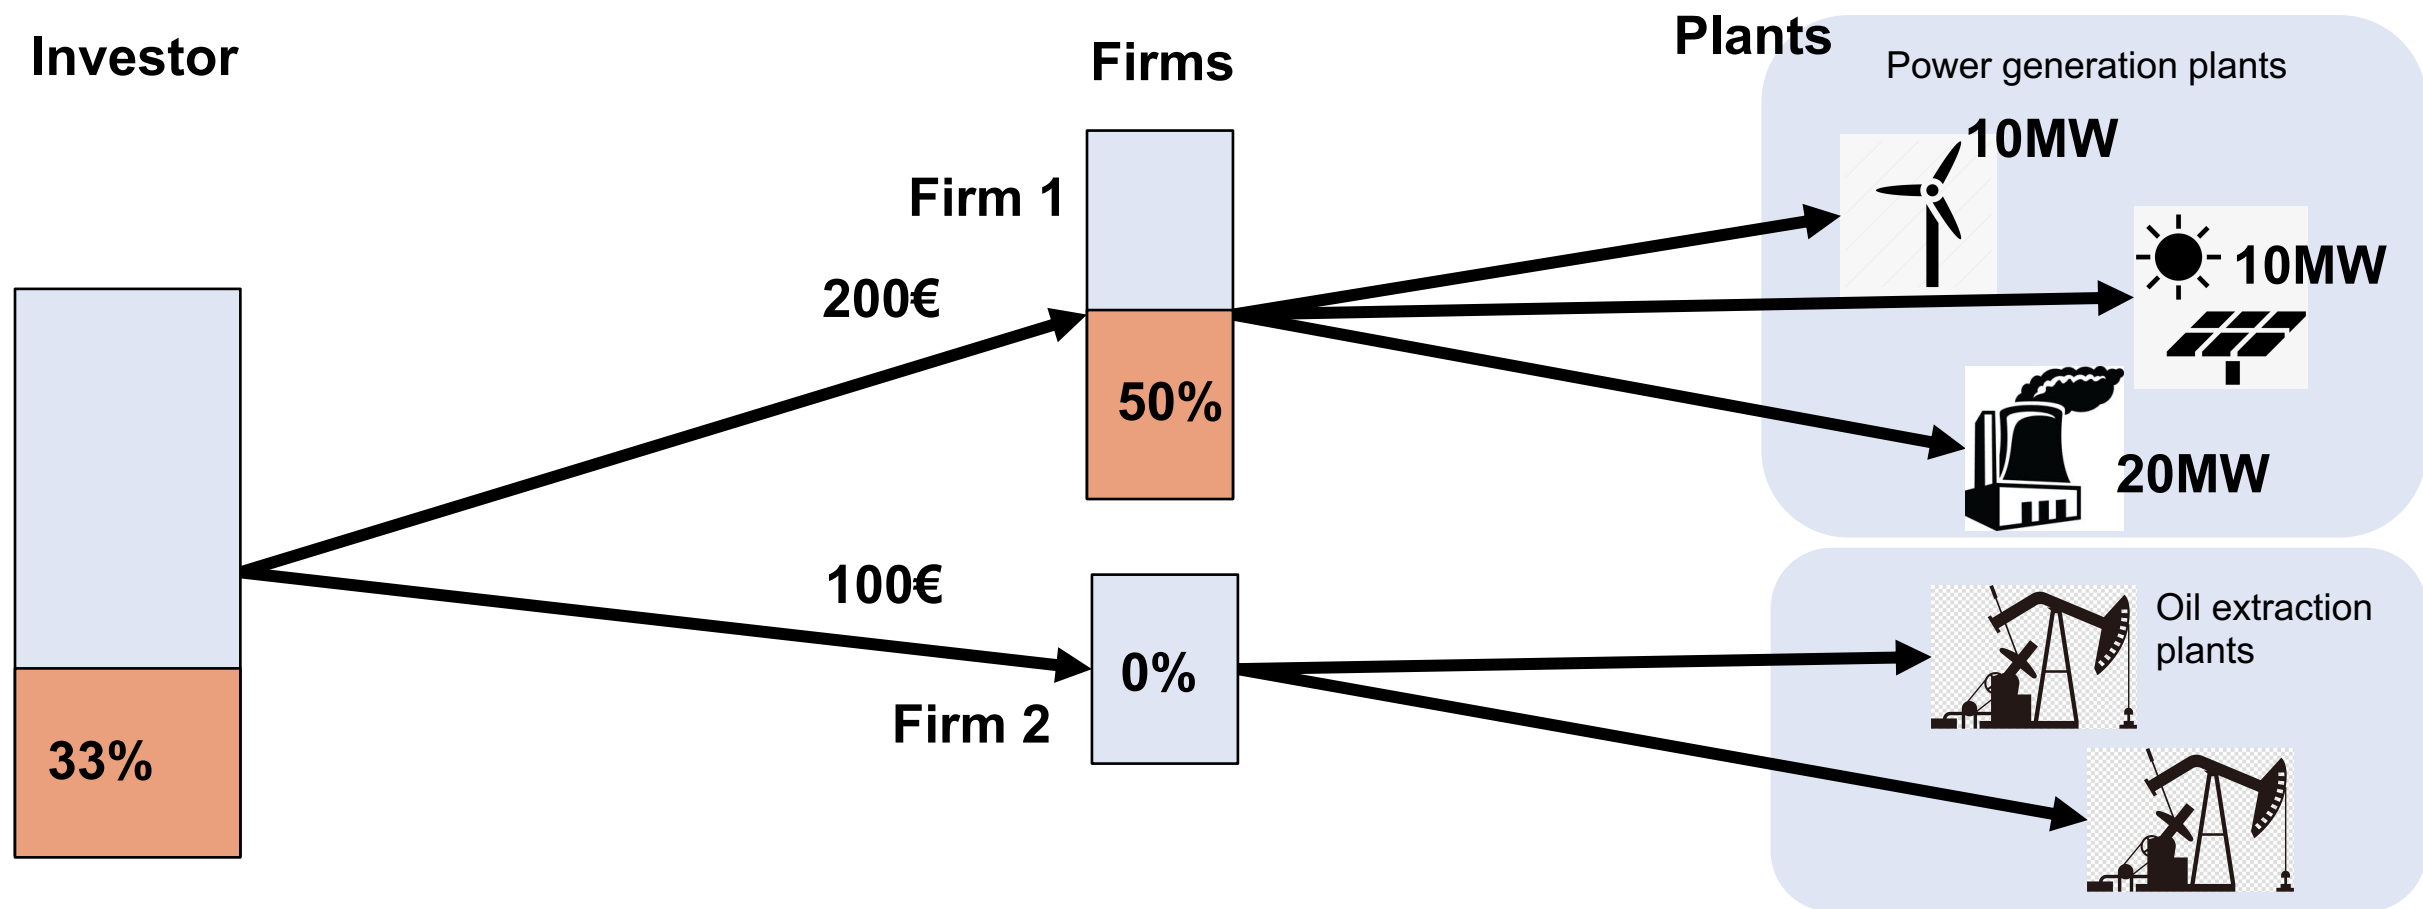 Investor
Firms
Plants
Power generation plants
10MW
Firm 1
10MW
200€
50%
20MW
100€
Oil extraction
plants
0%
Firm 2
33%